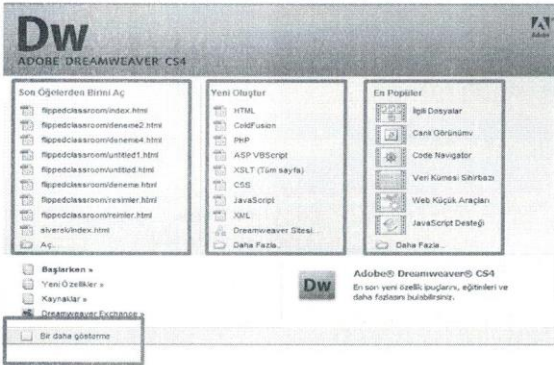 Dw
ADOBE DREAMWEAVER CS4
Adobe
Son Öğelerden Birini Aç
flippedclassroom/index.html
flippedclassroom/deneme2.html
flippedclassroom/deneme4.html
flippedclassroom/untitled1.html
flippedclassroom/untitled.html
flippedclassroom/deneme.html
flippedclassroom/resimler.html
flippedclassroom/reimler.html
siverek/index.html
Aç...
Yeni Oluştur
HTML
ColdFusion
PHP
ASP VBScript
XSLT (Tüm sayfa)
CSS
JavaScript
XML
Dreamweaver Sitesi...
Daha Fazla...
En Popüler
İlgili Dosyalar
Canlı Görünümv
Code Navigator
Veri Kümesi Sihirbazı
Web Küçük Araçları
JavaScript Desteği
Daha Fazla...
Başlarken »
Yeni Özellikler »
Kaynaklar »
Dreamweaver Exchange »
Dw
Adobe® Dreamweaver® CS4
En son yeni özellik ipuçlarını, eğitimleri ve
daha fazlasını bulabilirsiniz.
Bir daha gösterme